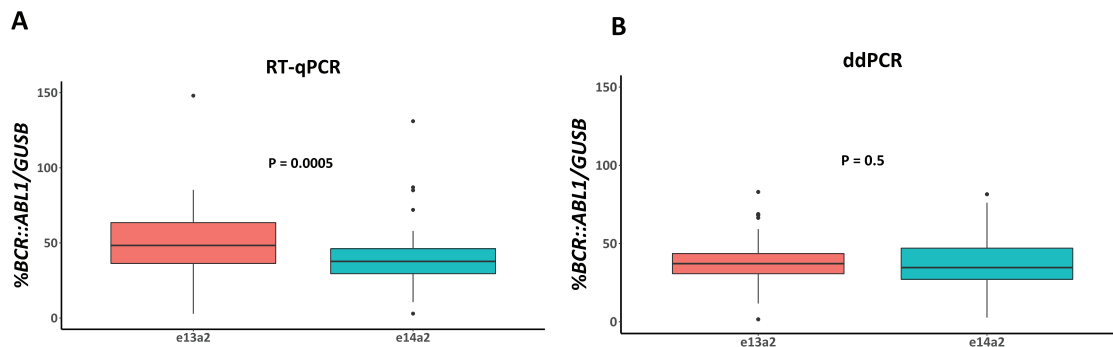 A
RT-qPCR
%BCR::ABL1/GUSB
150
100
50
0
P = 0.0005
e13a2
e14a2
B
ddPCR
%BCR::ABL1/GUSB
150
100
50
0
P = 0.5
e13a2
e14a2